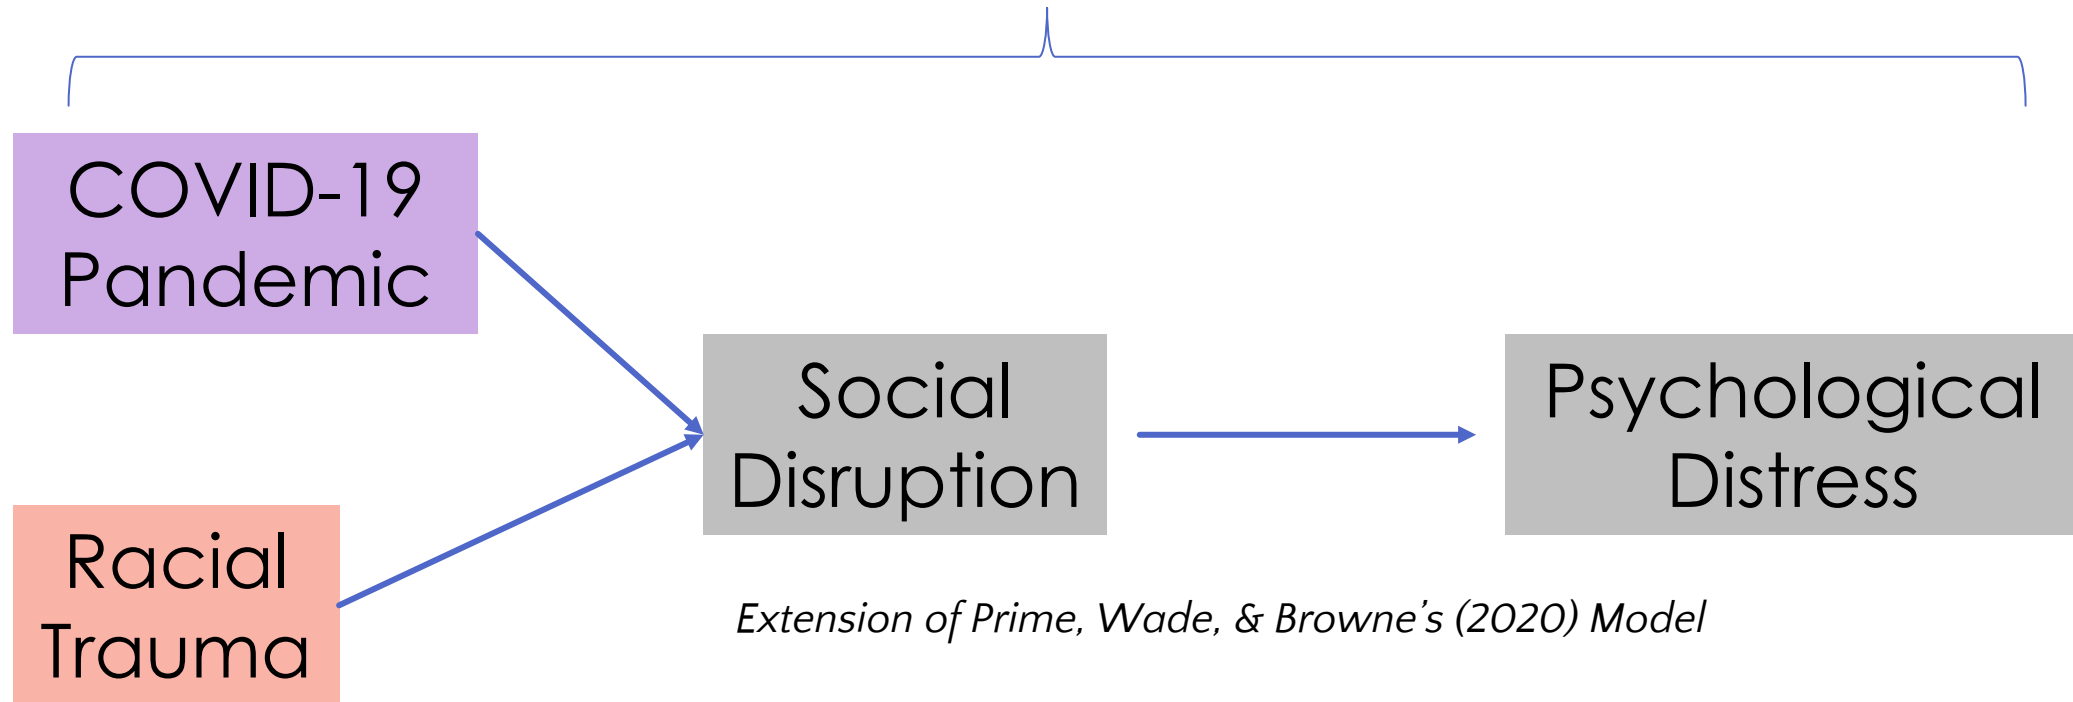 COVID-19
Pandemic
Racial
Trauma
Social
Disruption
Psychological
Distress
Extension of Prime, Wade, & Browne’s (2020) Model